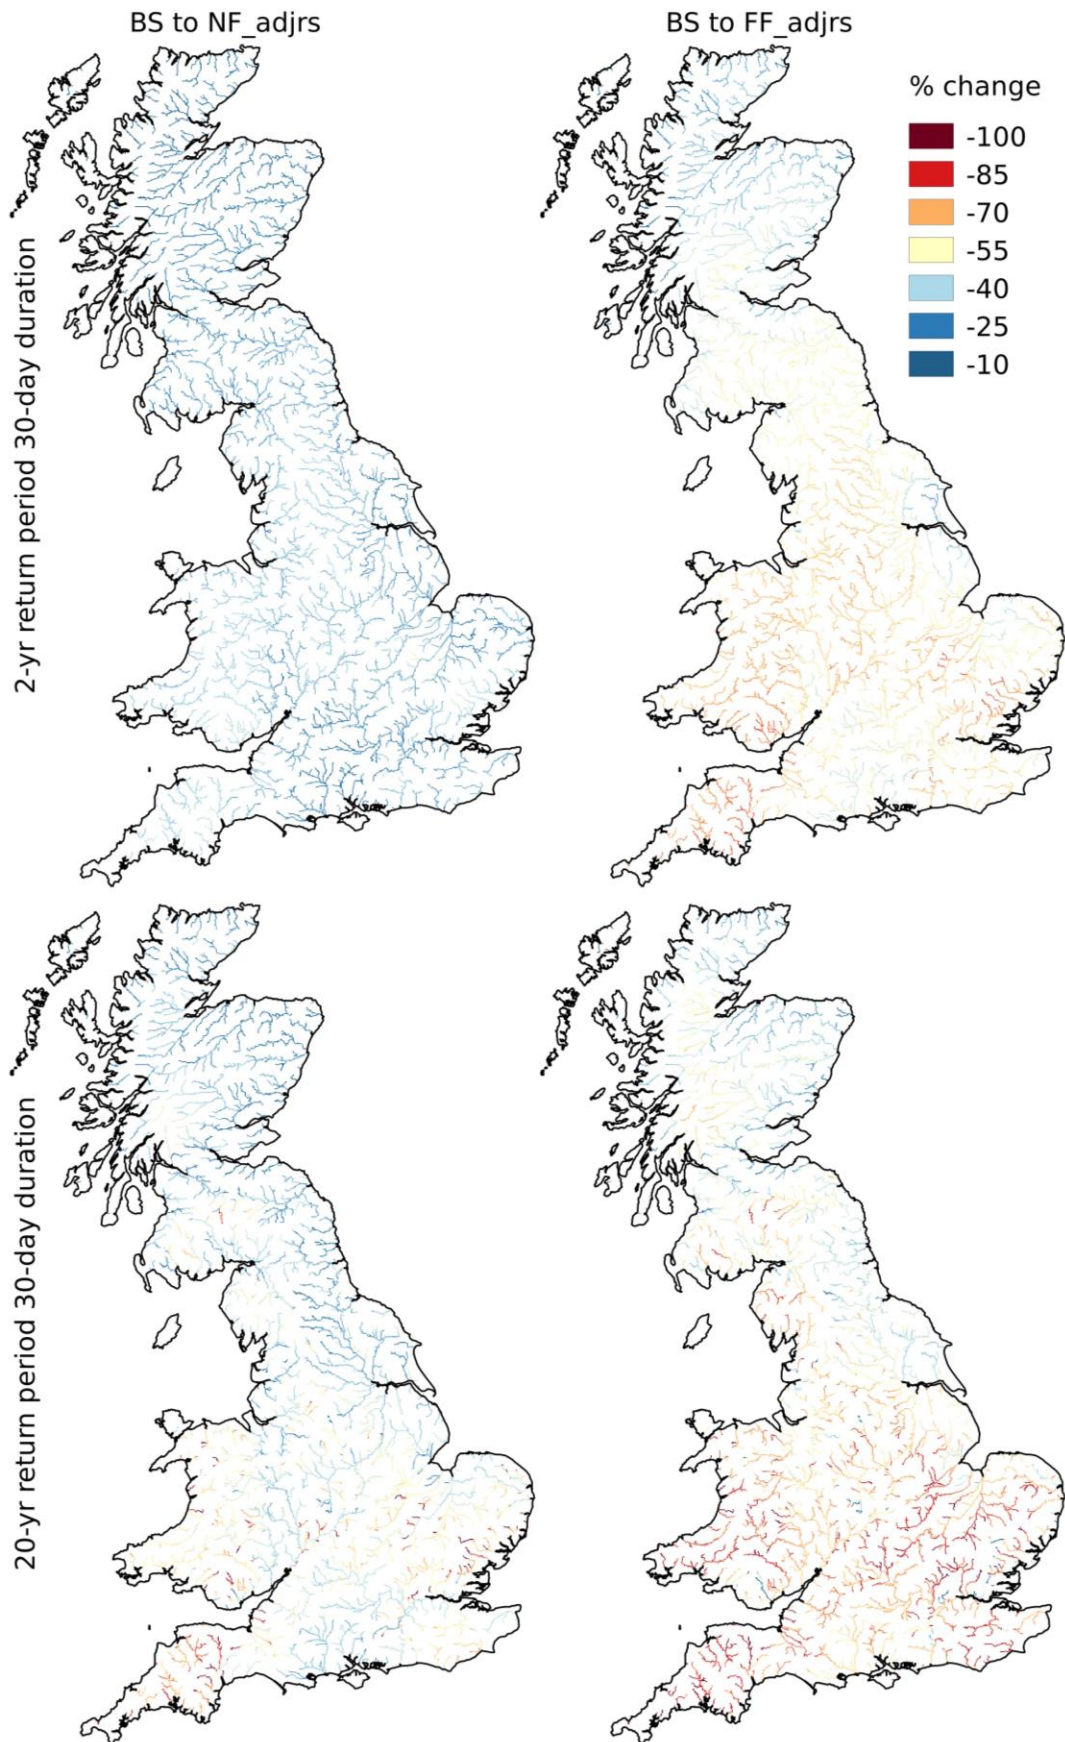 BS to NF_adjrs
BS to FF_adjrs
% change
-100
-85
-70
-55
-40
-25
-10
2-yr return period 30-day duration
20-yr return period 30-day duration